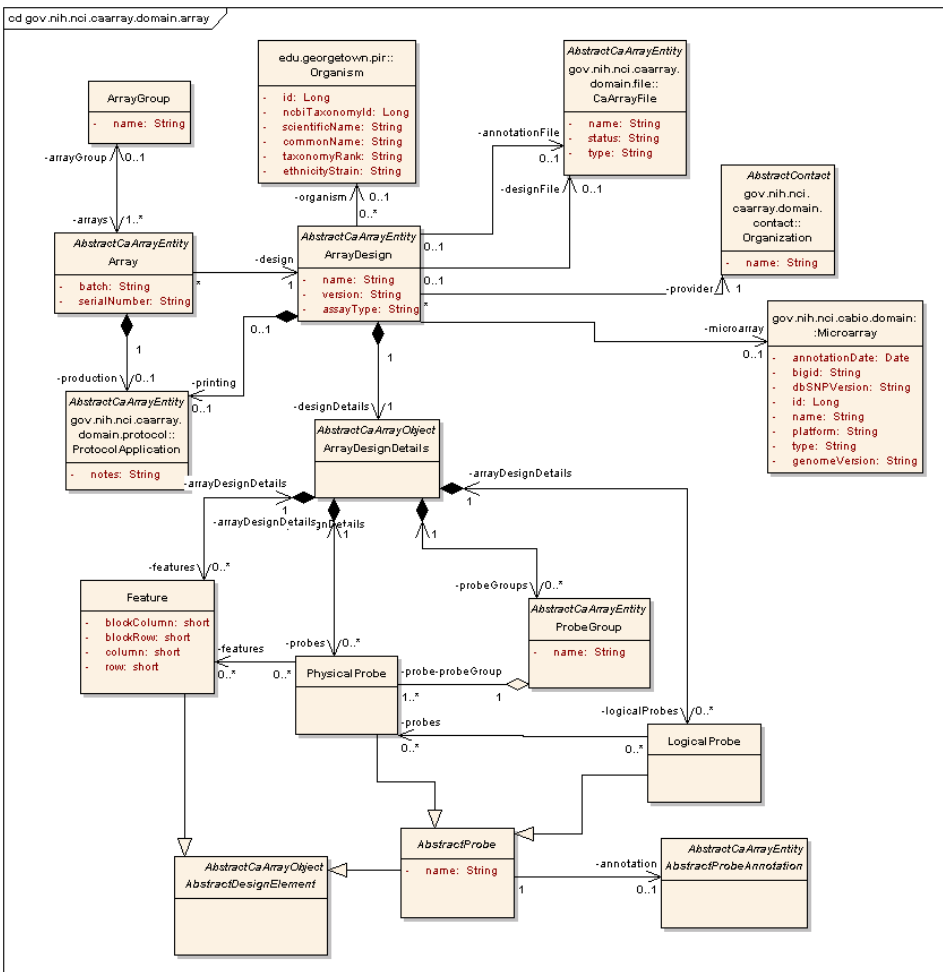 cd gov.nih.nci.caarray.domain.array
ArrayGroup
- name: String
-arrayGroup
0..1
-arrays
1..*
edu.georgetown.pir::
Organism
- id: Long
- ncbiTaxonomyId: Long
- scientificName: String
- commonName: String
- taxonomyRank: String
- ethnicityStrain: String
-organism
0..1
0..*
AbstractCaArrayEntity
gov.nih.nci.caarray.
domain.file::
CaArrayFile
- name: String
- status: String
- type: String
-annotationFile
0..1
-designFile
0..1
0..1
0..1
AbstractContact
gov.nih.nci.
caarray.domain.
contact::
Organization
- name: String
-provider
1
*
AbstractCaArrayEntity
Array
- batch: String
- serialNumber: String
*
-design
1
AbstractCaArrayEntity
ArrayDesign
- name: String
- version: String
- assayType: String
-microarray
0..1
gov.nih.nci.cabio.domain:
:Microarray
- annotationDate: Date
- bigid: String
- dbSNPVersion: String
- id: Long
- name: String
- platform: String
- type: String
- genomeVersion: String
1
-production
0..1
0..1
-printing
0..1
AbstractCaArrayEntity
gov.nih.nci.caarray.
domain.protocol::
ProtocolApplication
- notes: String
1
-designDetails
1
AbstractCaArrayObject
ArrayDesignDetails
-arrayDesignDetails
1
-arrayDesignDetails
signDetails
1
1
-arrayDesignDetails
1
-features
0..*
Feature
- blockColumn: short
- blockRow: short
- column: short
- row: short
-features
0..*
0..*
-probes
0..*
PhysicalProbe
-probeGroups
0..*
AbstractCaArrayEntity
ProbeGroup
- name: String
-probe-probeGroup
1..*
1
-probes
0..*
0..*
-logicalProbes
0..*
LogicalProbe
AbstractCaArrayObject
AbstractDesignElement
AbstractProbe
- name: String
1
-annotation
0..1
AbstractCaArrayEntity
AbstractProbeAnnotation